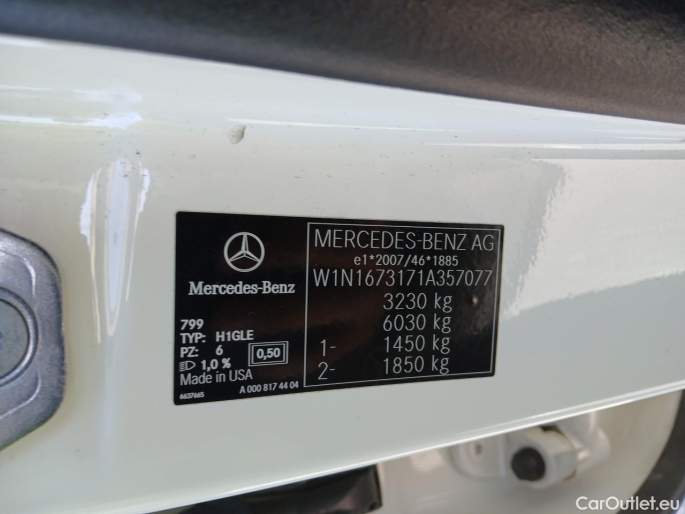 MERCEDES-BENZ AG
e1*2007/46*1885
W1N1673171A357077
3230 kg
6030 kg
1- 1450 kg
2- 1850 kg
Mercedes-Benz
799
TYP: H1GLE
PZ: 6
1,0 %
0,50
Made in USA
6637665
A 000 817 44 04
CarOutlet.eu